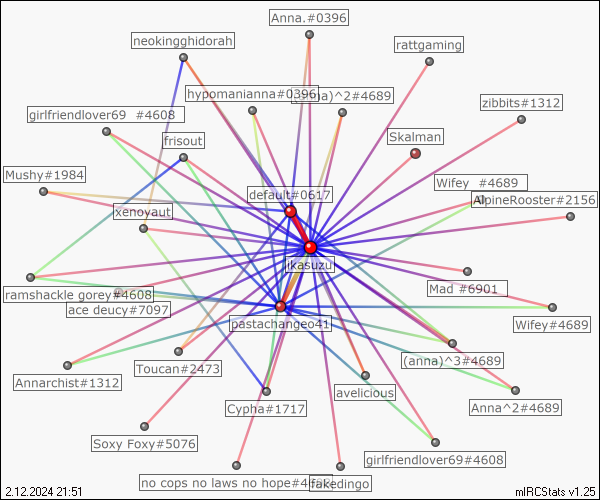 Anna.#0396
neokingghidorah
rattgaming
hypomanianna#0396
na)^2#4689
zibbits#1312
girlfriendlover69 #4608
frisout
Skalman
Mushy#1984
default#0617
Wifey #4689
AlpineRooster#2156
xenoyaut
jikasuzu
ramshackle gorey#4608
Mad #6901
ace deucy#7097
pastachangeo41
Wifey#4689
(anna)^3#4689
Toucan#2473
Annarchist#1312
avelicious
Cypha#1717
Anna^2#4689
Soxy Foxy#5076
girlfriendlover69#4608
no cops no laws no hope#4
fakedingo
2.12.2024 21:51
mIRCStats v1.25